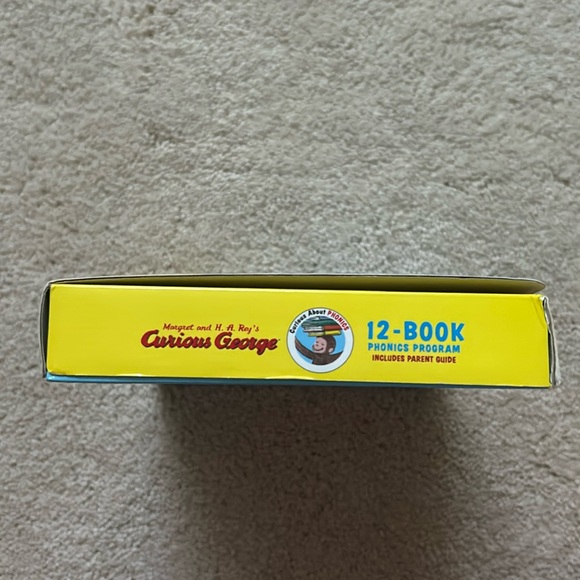 Margret and H. A. Rey's
Curious George
Curious About PHONICS
12-BOOK
PHONICS PROGRAM
INCLUDES PARENT GUIDE